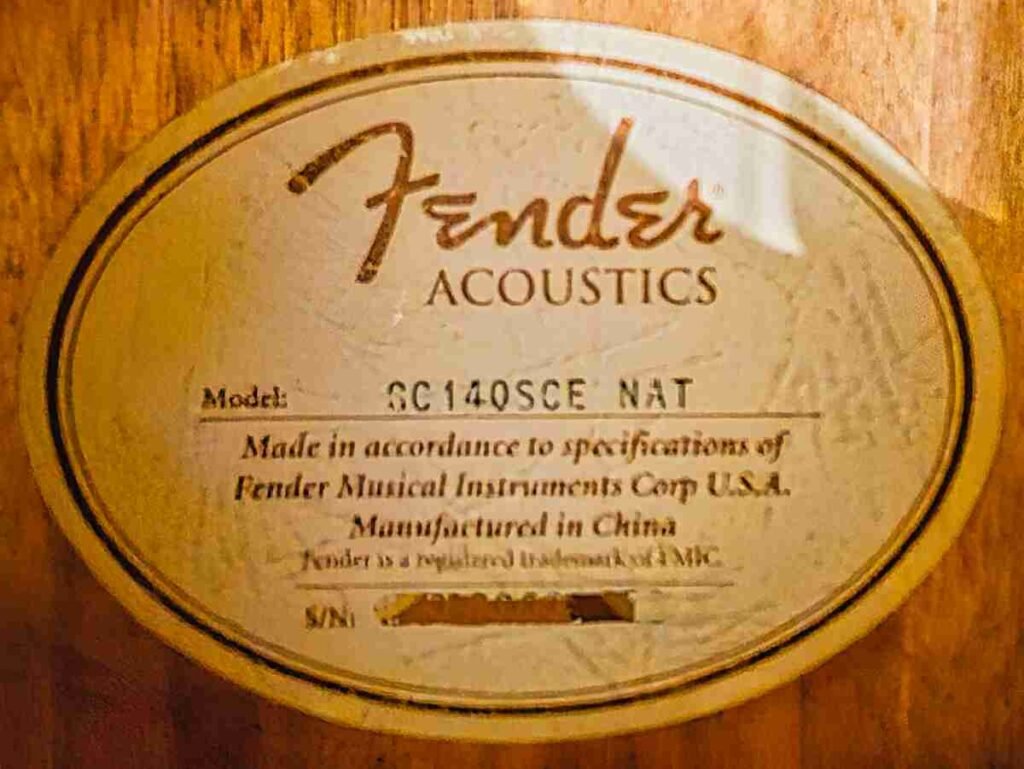 Fender®
ACOUSTICS
Model: GC140SCE NAT
Made in accordance to specifications of
Fender Musical Instruments Corp U.S.A.
Manufactured in China
Fender is a registered trademark of FMIC.
S/N: